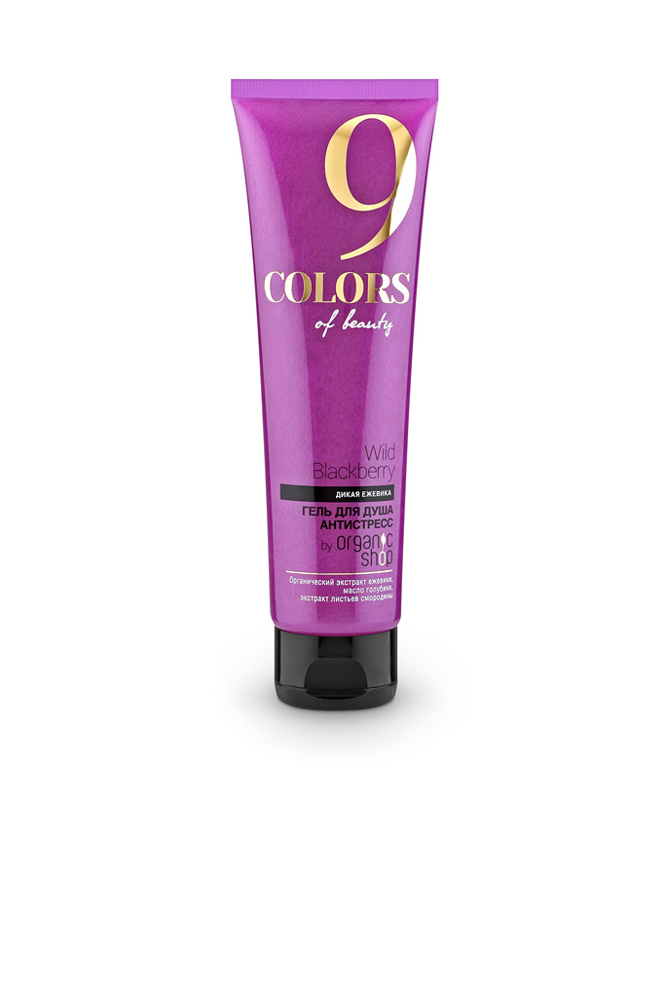 9
COLORS
of beauty
Wild
Blackberry
ДИКАЯ ЕЖЕВИКА
ГЕЛЬ ДЛЯ ДУША
АНТИСТРЕСС
by organic
shop
Органический экстракт ежевики,
масло голубики,
экстракт листьев смородины